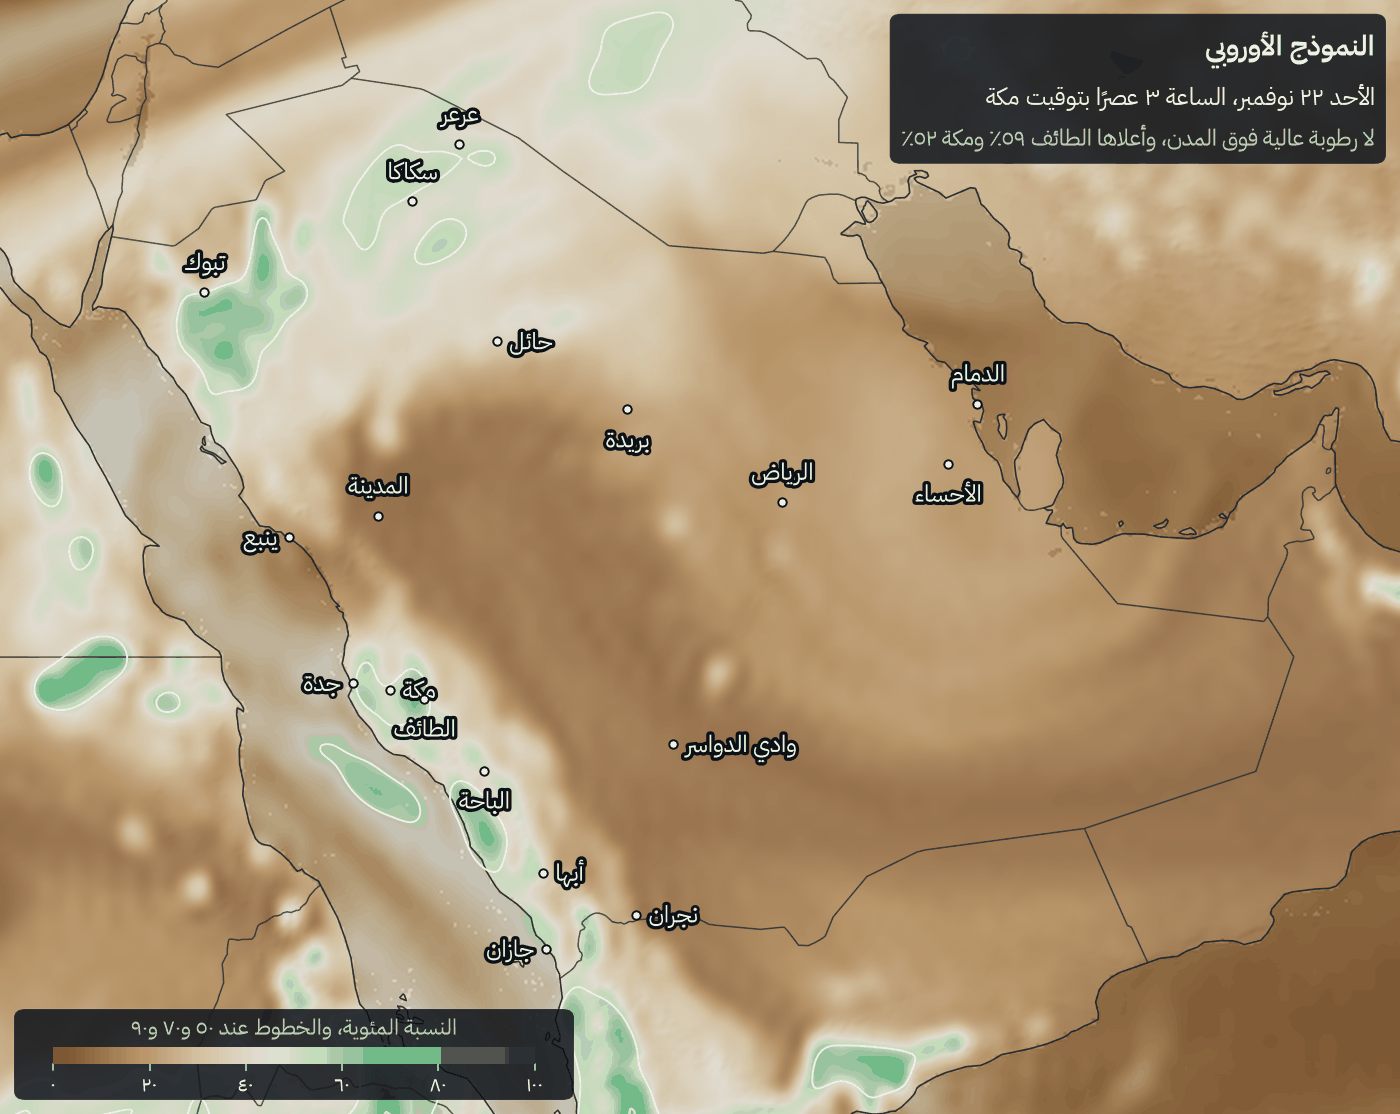 النموذج الأوروبي
الأحد ٢٢ نوفمبر، الساعة ٣ عصرًا بتوقيت مكة
لا رطوبة عالية فوق المدن، وأعلاها الطائف ٥٩٪ ومكة ٥٢٪
عرعر
سكاكا
تبوك
حائل
الدمام
بريدة
الرياض
الأحساء
المدينة
ينبع
جدة
مكة
الطائف
وادي الدواسر
الباحة
أبها
نجران
جازان
النسبة المئوية، والخطوط عند ٥٠ و٧٠ و٩٠
٠ ٢٠ ٤٠ ٦٠ ٨٠ ١٠٠